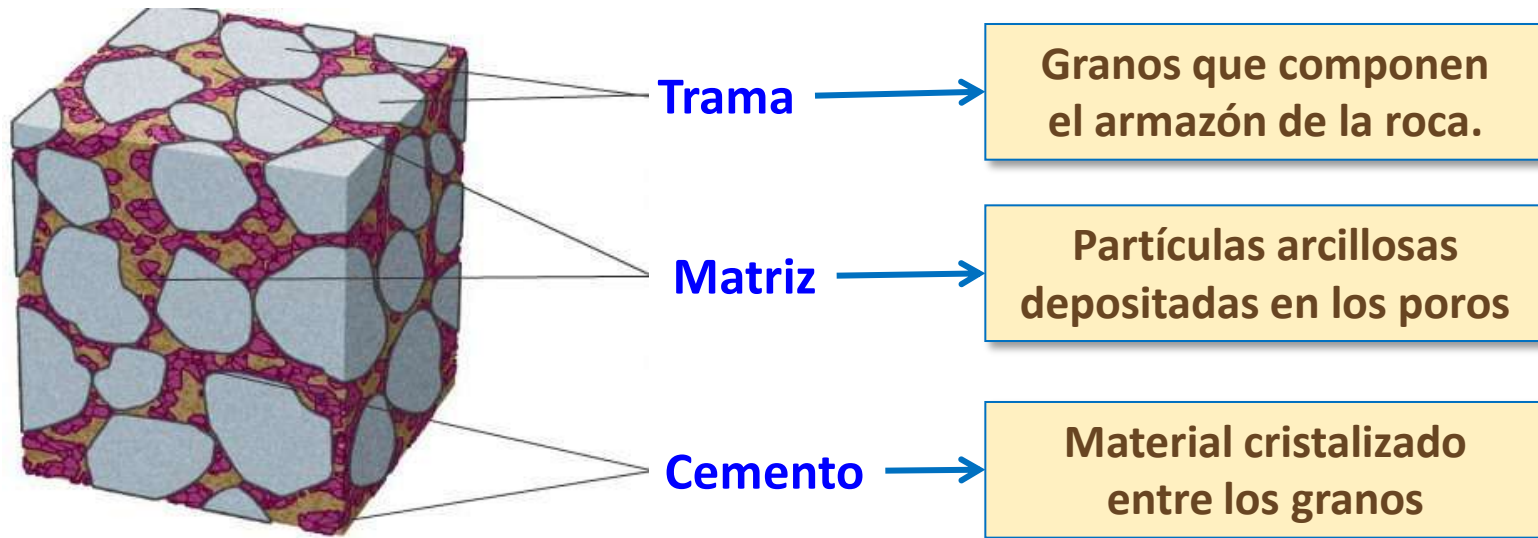 Trama
Granos que componen
el armazón de la roca.
Matriz
Partículas arcillosas
depositadas en los poros
Cemento
Material cristalizado
entre los granos